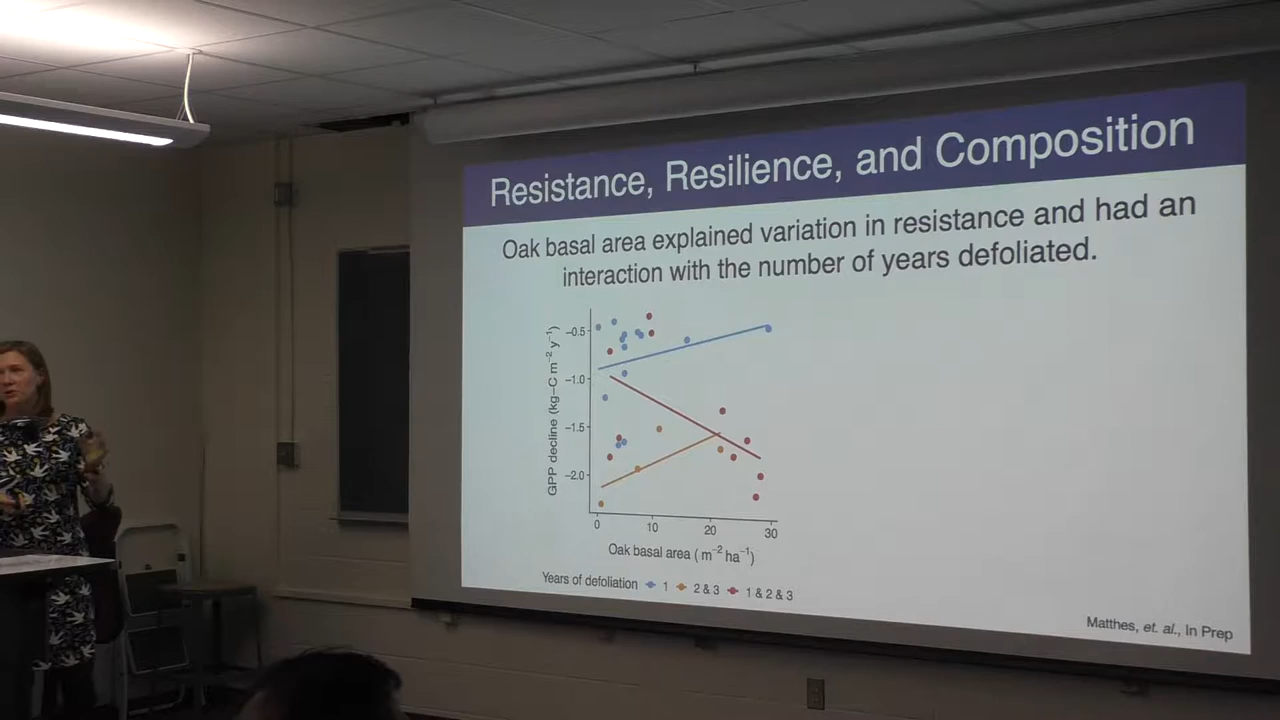 Resistance, Resilience, and Composition
Oak basal area explained variation in resistance and had an
interaction with the number of years defoliated.
GPP decline (kg−C m⁻² y⁻¹)
−0.5
−1.0
−1.5
−2.0
0 10 20 30
Oak basal area ( m⁻² ha⁻¹)
Years of defoliation 1 2 & 3 1 & 2 & 3
Matthes, et. al., In Prep